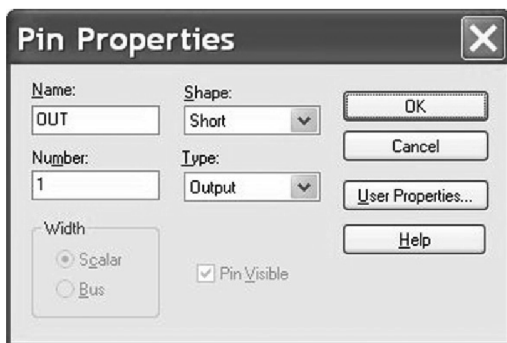 Pin Properties
Name:
OUT
Shape:
Short
OK
Cancel
Number:
1
Type:
Output
User Properties...
Width
Scalar
Bus
Pin Visible
Help